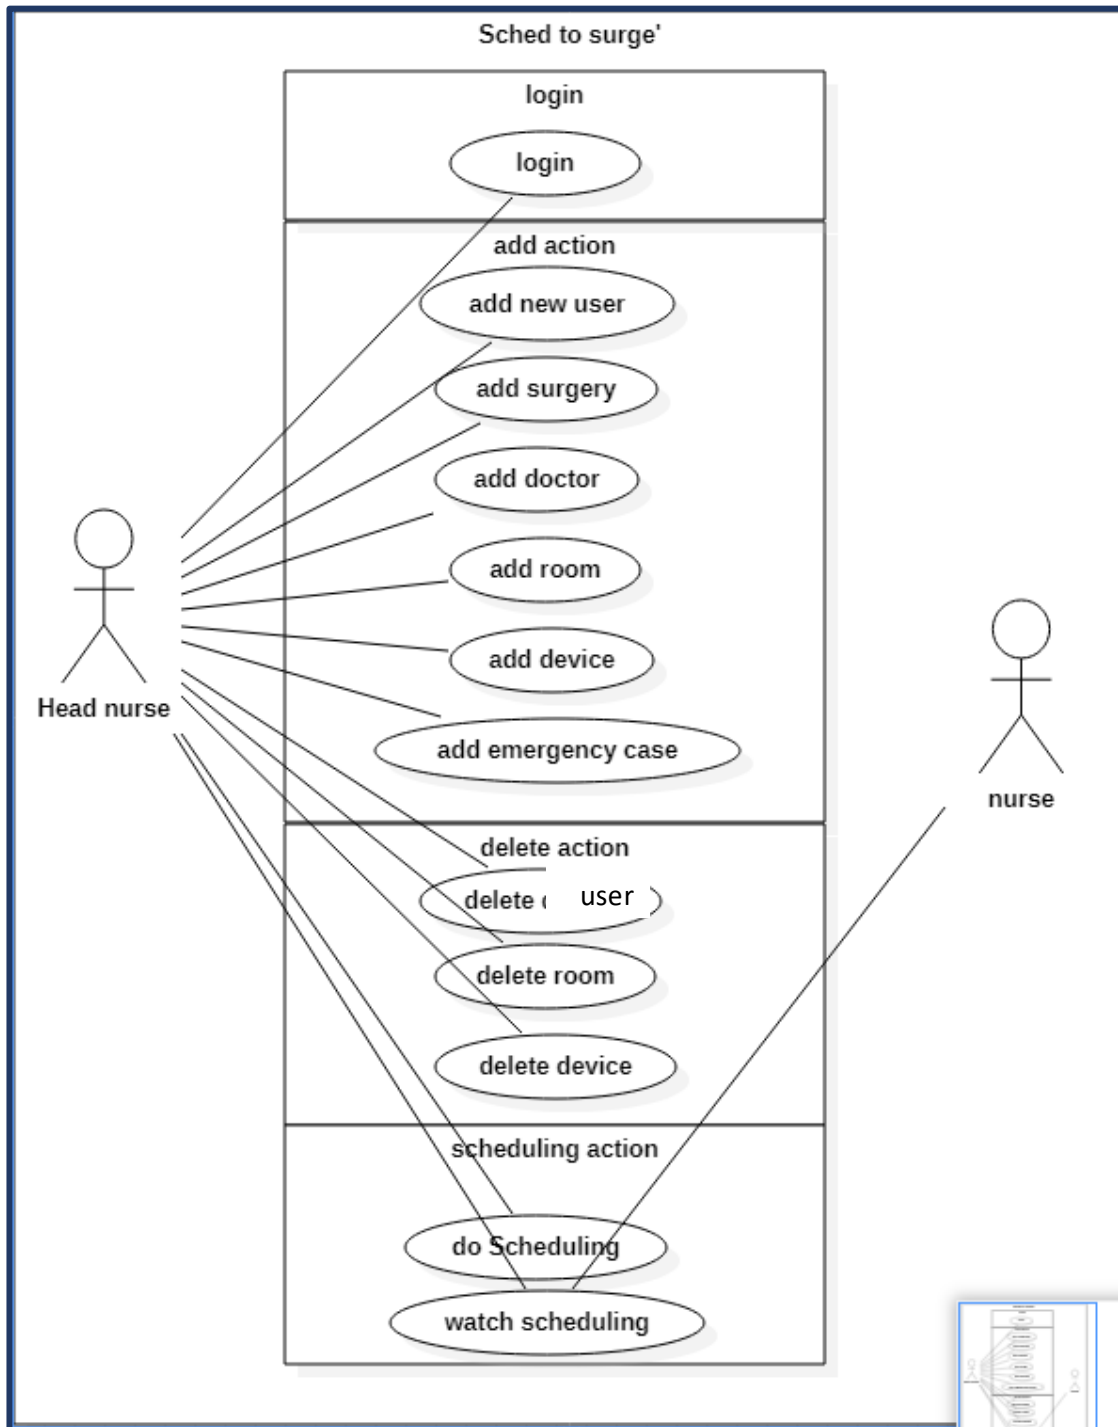 Sched to surge'
login
login
add action
add new user
add surgery
add doctor
add room
add device
add emergency case
Head nurse
nurse
delete action
delete user
delete room
delete device
scheduling action
do Scheduling
watch scheduling